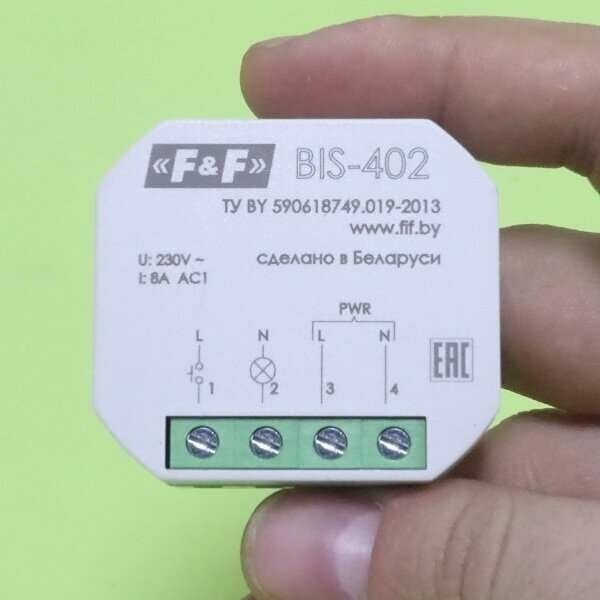 «F&F» BIS-402
ТУ BY 590618749.019-2013
www.fif.by
U: 230V ~ сделано в Беларуси
I: 8A AC1
PWR
L N L N
EAC
1 2 3 4